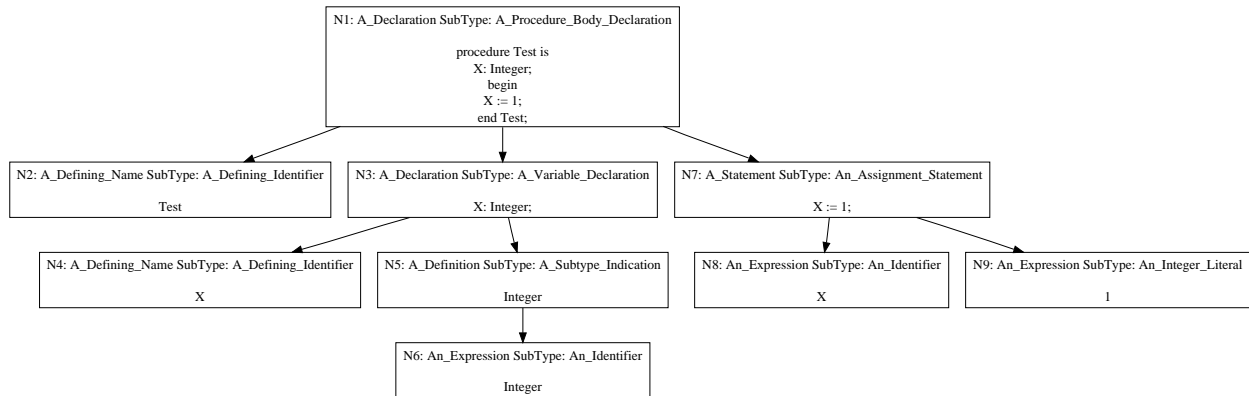 N1: A_Declaration SubType: A_Procedure_Body_Declaration
procedure Test is
X: Integer;
begin
X := 1;
end Test;
N2: A_Defining_Name SubType: A_Defining_Identifier
Test
N3: A_Declaration SubType: A_Variable_Declaration
X: Integer;
N7: A_Statement SubType: An_Assignment_Statement
X := 1;
N4: A_Defining_Name SubType: A_Defining_Identifier
X
N5: A_Definition SubType: A_Subtype_Indication
Integer
N8: An_Expression SubType: An_Identifier
X
N9: An_Expression SubType: An_Integer_Literal
1
N6: An_Expression SubType: An_Identifier
Integer